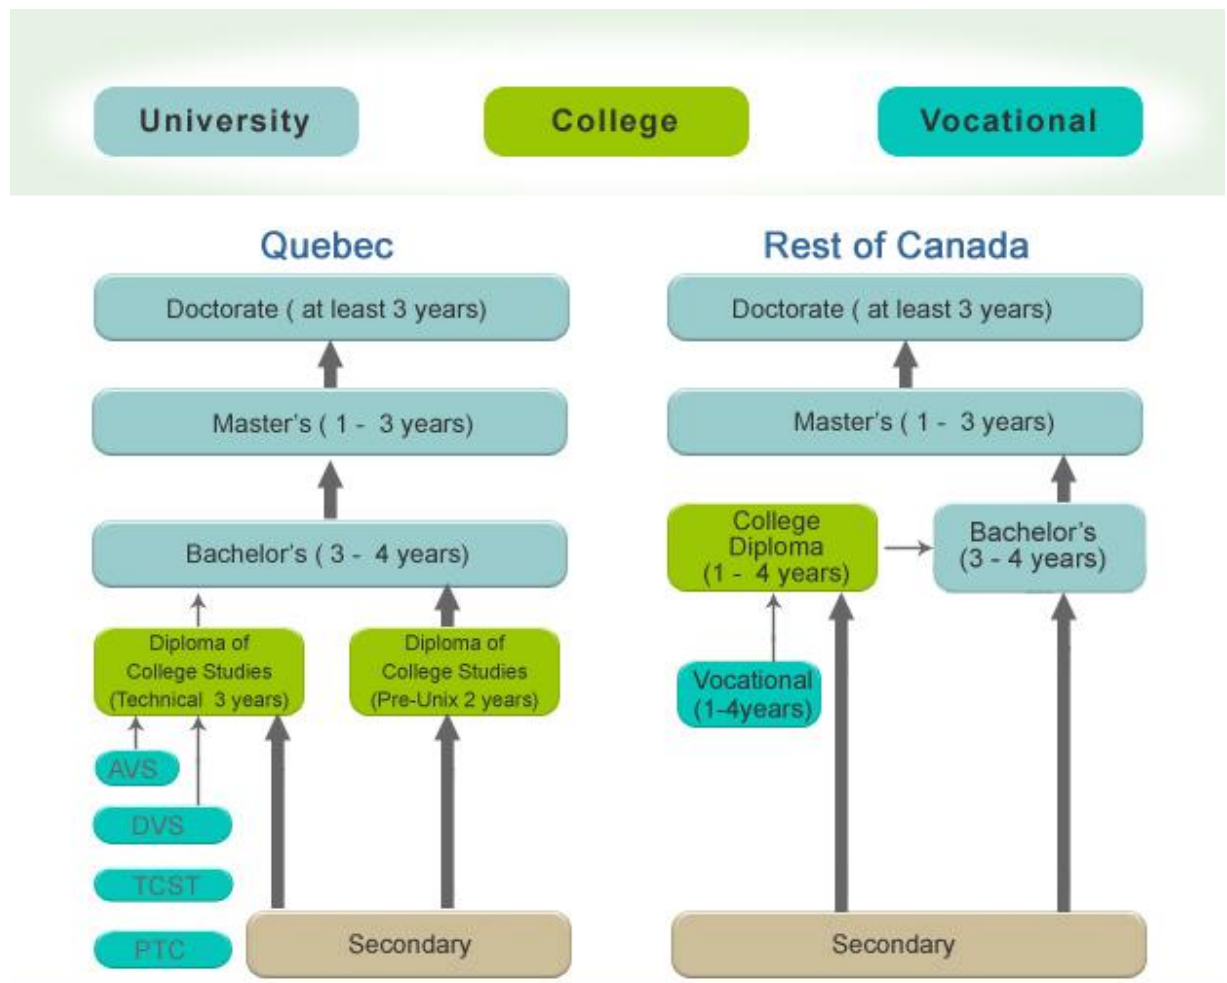 University
College
Vocational
Quebec
Rest of Canada
Doctorate ( at least 3 years)
Doctorate ( at least 3 years)
Master's ( 1 - 3 years)
Master's ( 1 - 3 years)
Bachelor's ( 3 - 4 years)
College
Diploma
(1 - 4 years)
Bachelor's
(3 - 4 years)
Diploma of
College Studies
(Technical 3 years)
Diploma of
College Studies
(Pre-Unix 2 years)
Vocational
(1-4years)
AVS
DVS
TCST
PTC
Secondary
Secondary